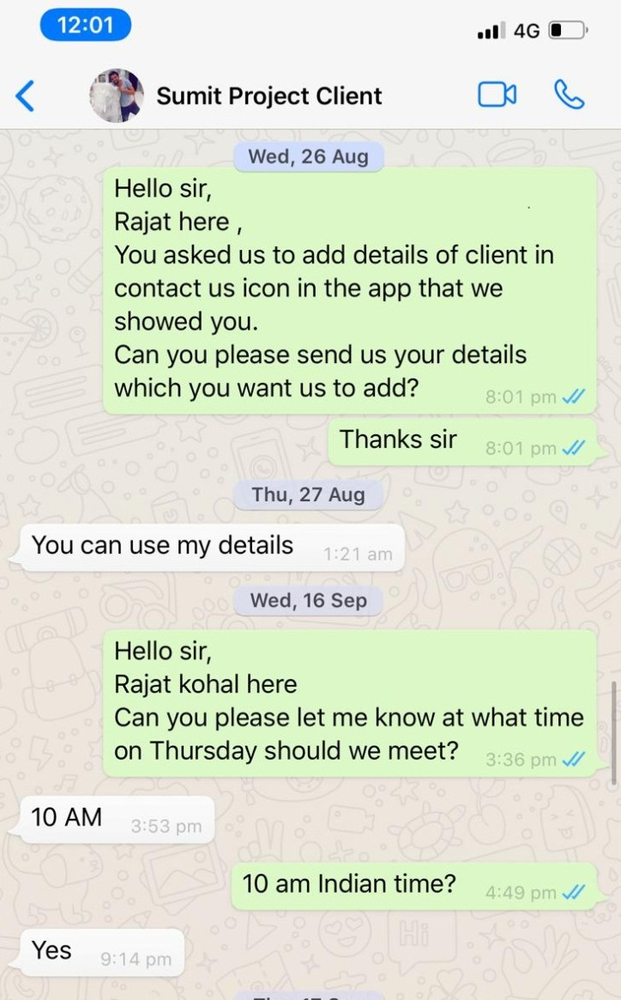 12:01
4G
Sumit Project Client
Wed, 26 Aug
Hello sir,
Rajat here ,
You asked us to add details of client in
contact us icon in the app that we
showed you.
Can you please send us your details
which you want us to add?
8:01 pm
Thanks sir
8:01 pm
Thu, 27 Aug
You can use my details
1:21 am
Wed, 16 Sep
Hello sir,
Rajat kohal here
Can you please let me know at what time
on Thursday should we meet?
3:36 pm
10 AM
3:53 pm
10 am Indian time?
4:49 pm
Hi
Yes
9:14 pm